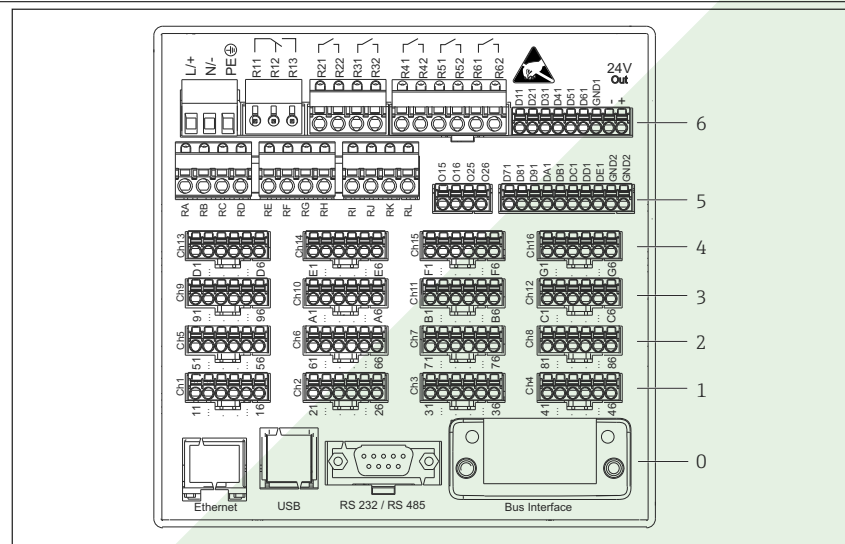 L/+ N/- PE R11 R12 R13 R21 R22 R31 R32 R41 R42 R51 R52 R61 R62
24V
Out
D11 D21 D31 D41 D51 D61 GND1 - +
6
O15 O16 O25 O26 D71 D81 D91 DA1 DB1 DC1 DD1 DE1 GND2 GND2
5
RA RB RC RD RE RF RG RH RI RJ RK RL
Ch13 Ch14 Ch15 Ch16
4
D1 D6 E1 E6 F1 F6 G1 G6
Ch9 Ch10 Ch11 Ch12
3
91 96 A1 A6 B1 B6 C1 C6
Ch5 Ch6 Ch7 Ch8
2
51 56 61 66 71 76 81 86
Ch1 Ch2 Ch3 Ch4
1
11 16 21 26 31 36 41 46
0
Ethernet USB RS 232 / RS 485 Bus Interface